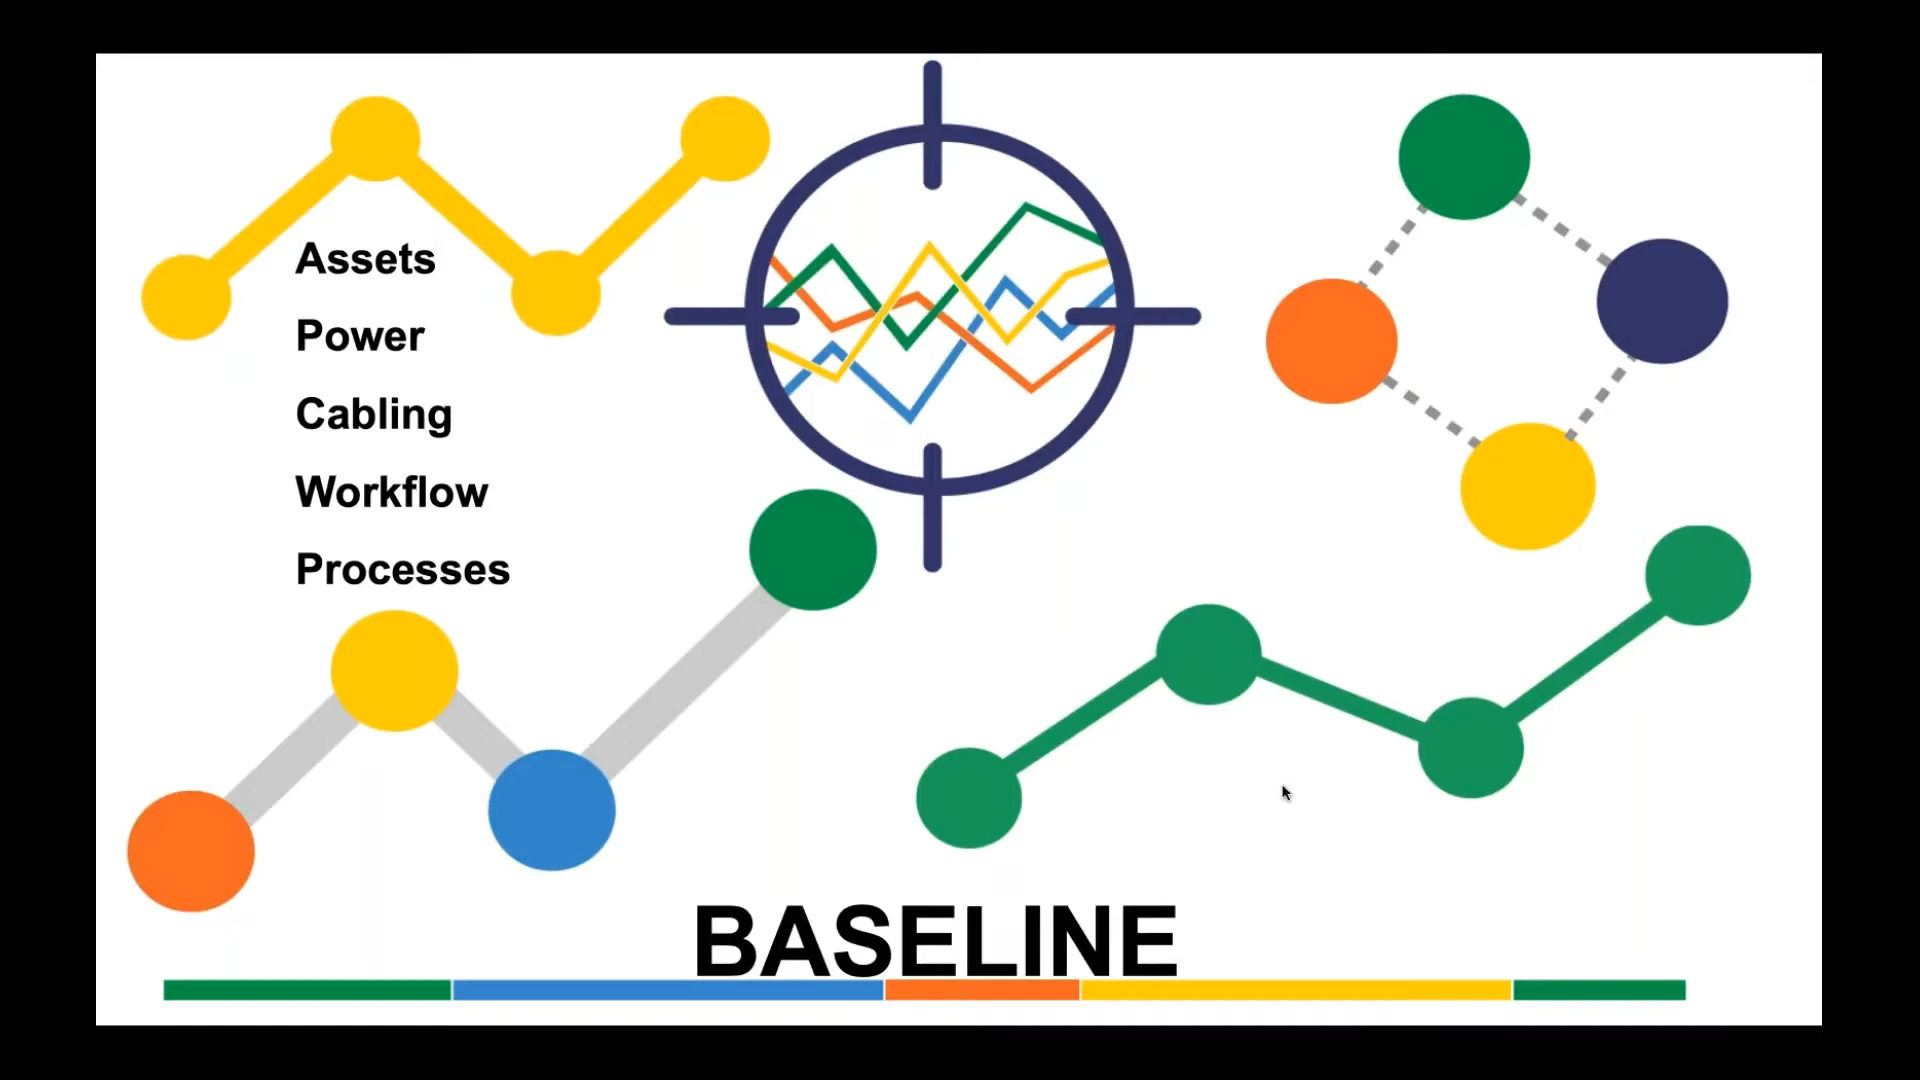 Assets
Power
Cabling
Workflow
Processes
BASELINE